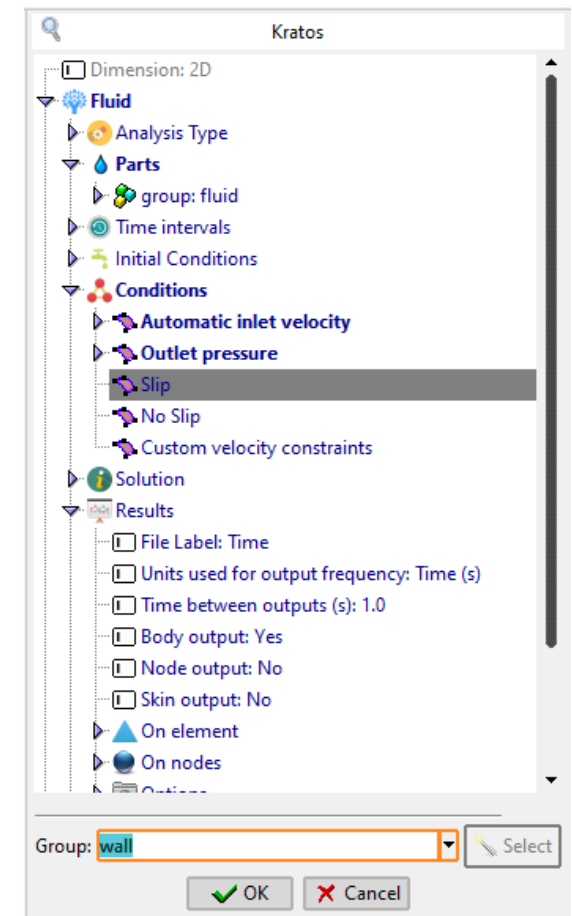 Kratos
Dimension: 2D
Fluid
Analysis Type
Parts
group: fluid
Time intervals
Initial Conditions
Conditions
Automatic inlet velocity
Outlet pressure
Slip
No Slip
Custom velocity constraints
Solution
Results
File Label: Time
Units used for output frequency: Time (s)
Time between outputs (s): 1.0
Body output: Yes
Node output: No
Skin output: No
On element
On nodes
Options
Group: wall Select
OK Cancel